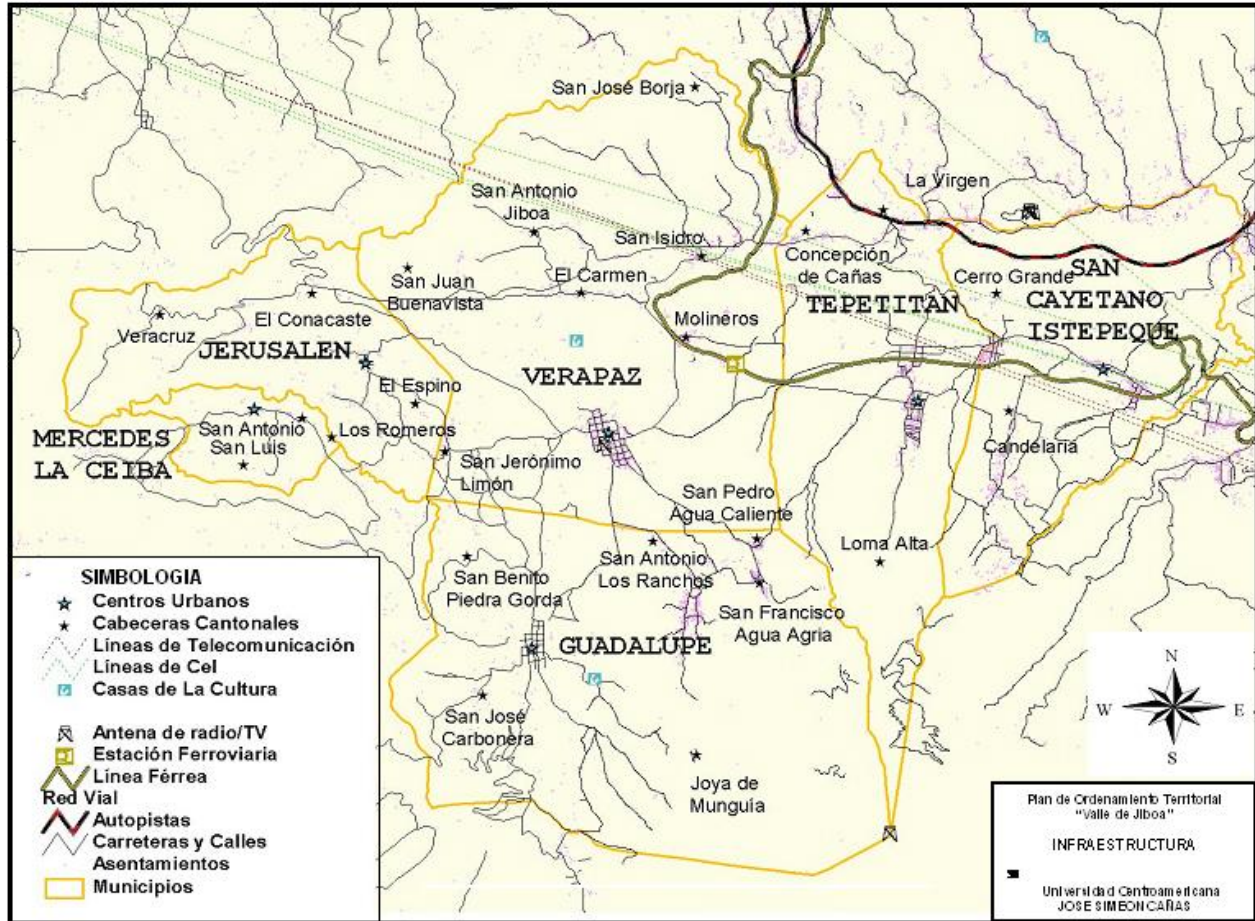 San José Borja
La Virgen
San Antonio
Jiboa
San Isidro
Concepción
de Cañas
San Juan
Buenavista
El Carmen
Cerro Grande
SAN
CAYETANO
ISTEPEQUE
TEPETITAN
Veracruz
El Conacaste
JERUSALEN
Molineros
VERAPAZ
El Espino
MERCEDES
LA CEIBA
San Antonio
San Luis
Los Romeros
San Jerónimo
Limón
Candelaria
San Pedro
Agua Caliente
Loma Alta
San Antonio
Los Ranchos
San Benito
Piedra Gorda
San Francisco
Agua Agria
GUADALUPE
San José
Carbonera
Joya de
Munguía
SIMBOLOGIA
Centros Urbanos
Cabeceras Cantonales
Líneas de Telecomunicación
Líneas de Cel
Casas de La Cultura
Antena de radio/TV
Estación Ferroviaria
Línea Férrea
Red Vial
Autopistas
Carreteras y Calles
Asentamientos
Municipios
N
W E
S
Plan de Ordenamiento Territorial
"Valle de Jiboa"
INFRAESTRUCTURA
Universidad Centroamericana
JOSE SIMEON CAÑAS